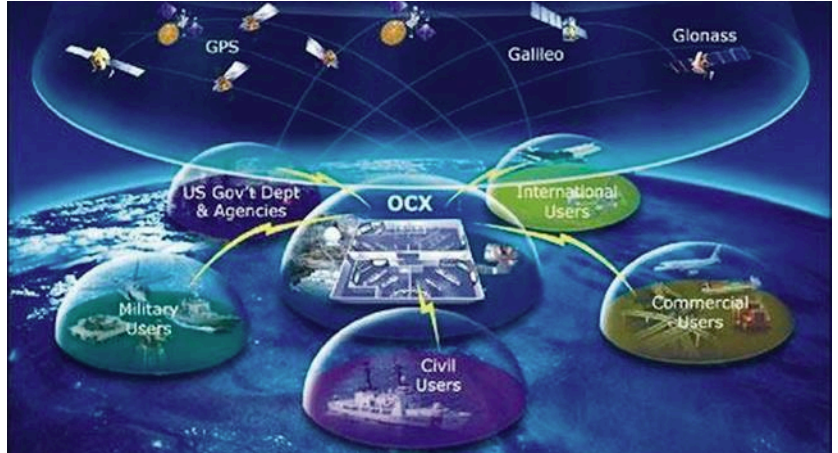 GPS
Galileo
Glonass
US Gov't Dept
& Agencies
OCX
International
Users
Military
Users
Commercial
Users
Civil
Users